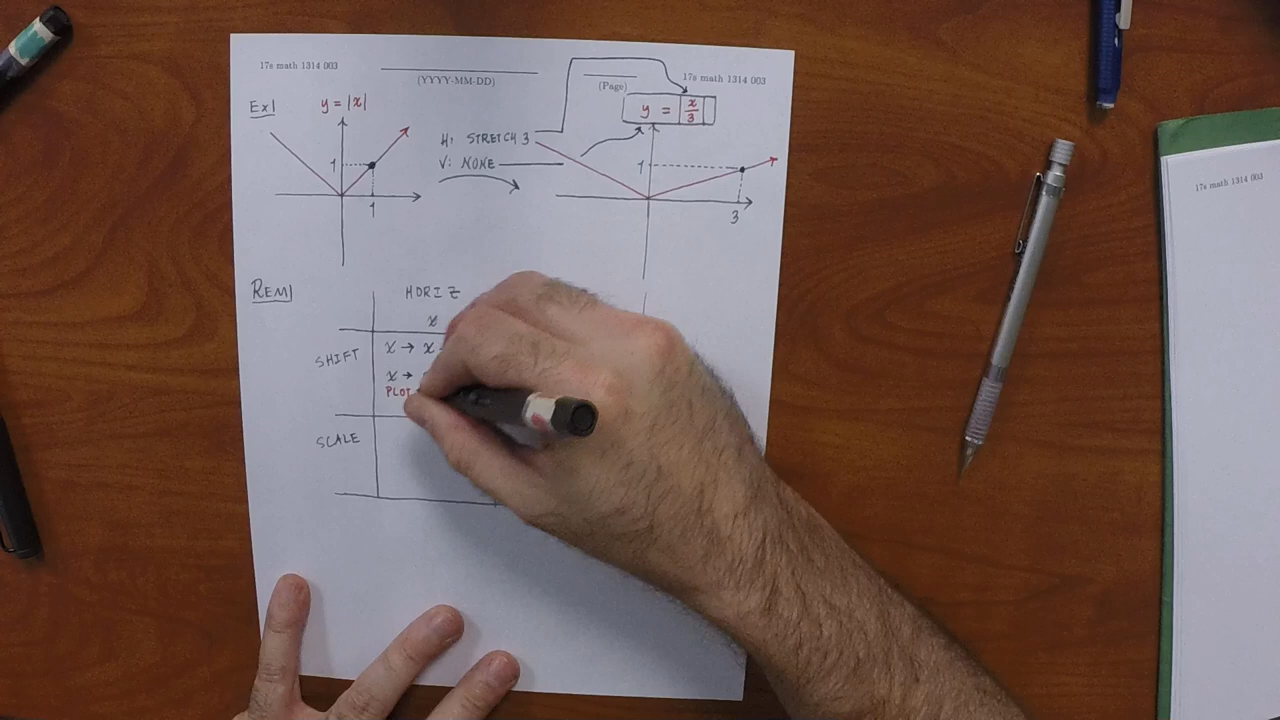 17s math 1314 003
(YYYY-MM-DD)
(Page)
17s math 1314 003
Ex1
y = |x|
1
1
H: STRETCH 3
V: NONE
y = |x/3|
1
3
REM1
HORIZ
x
SHIFT
x → x
x →
PLOT
SCALE
17s math 1314 003